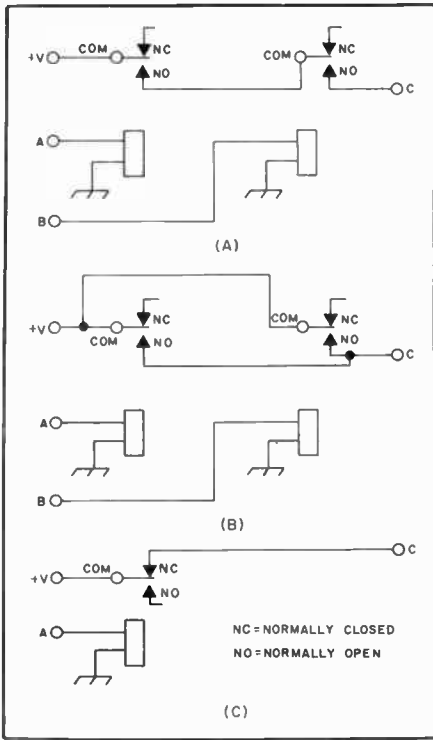 COM NC COM NC
+V NO NO C
A
B
(A)
NC NC
+V COM COM C
NO NO
A
B
(B)
C
COM NC
+V NO
A NC=NORMALLY CLOSED
NO=NORMALLY OPEN
(C)